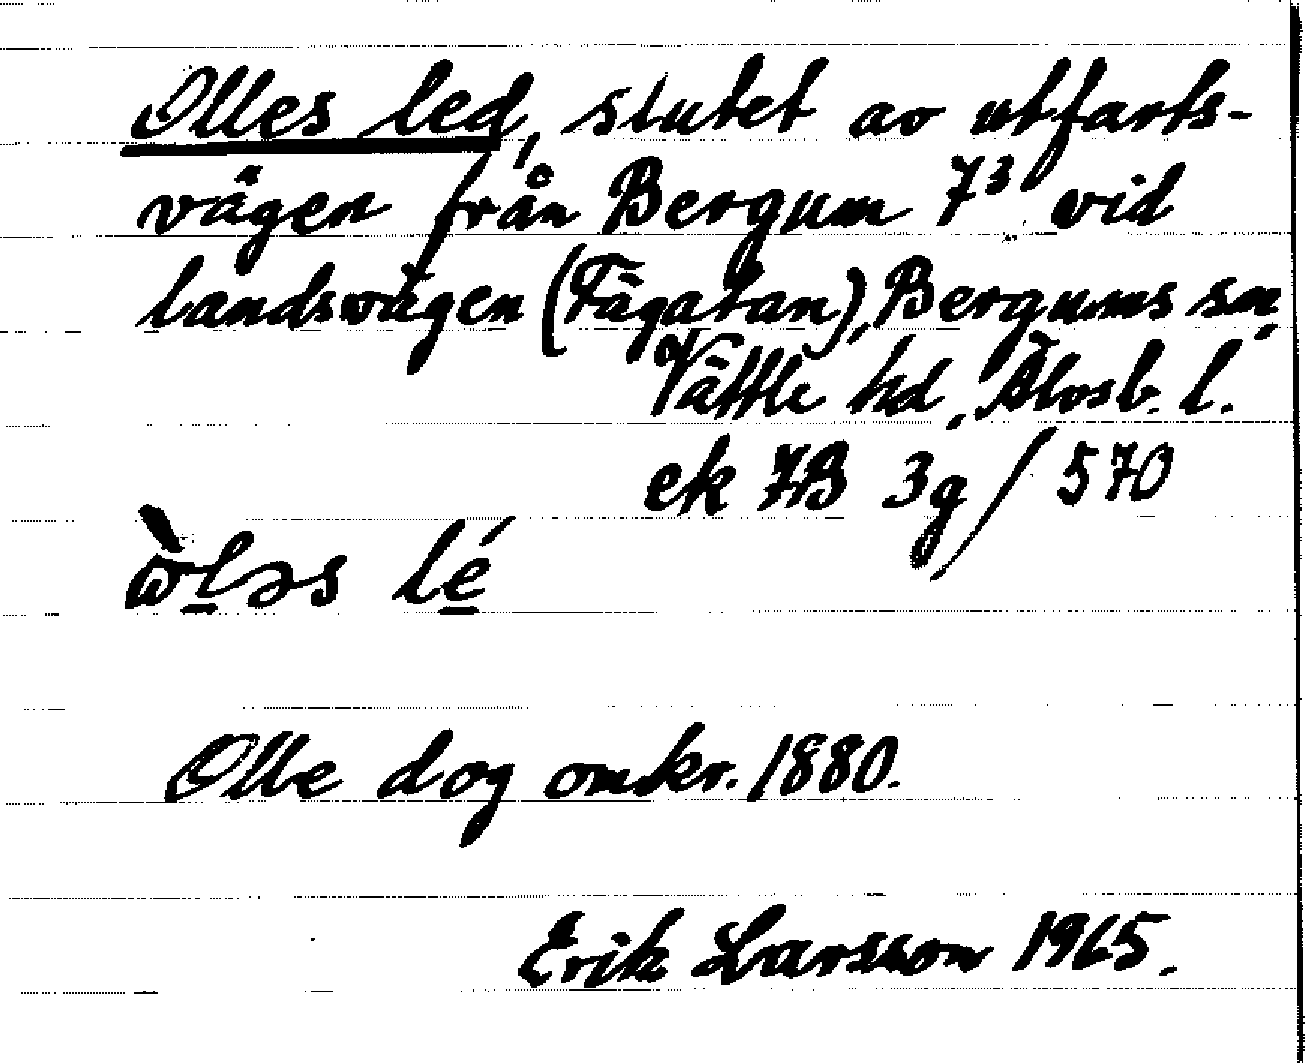 Olles led, slutet av utfarts-
vägen från Bergum 7³ vid
landsvägen (Fägatan), Bergums sn,
Vättle hd, Älvsb. l.
ek 7B 3g/570
ὼləs lé
Olle dog omkr. 1880.
Erik Larsson 1965.